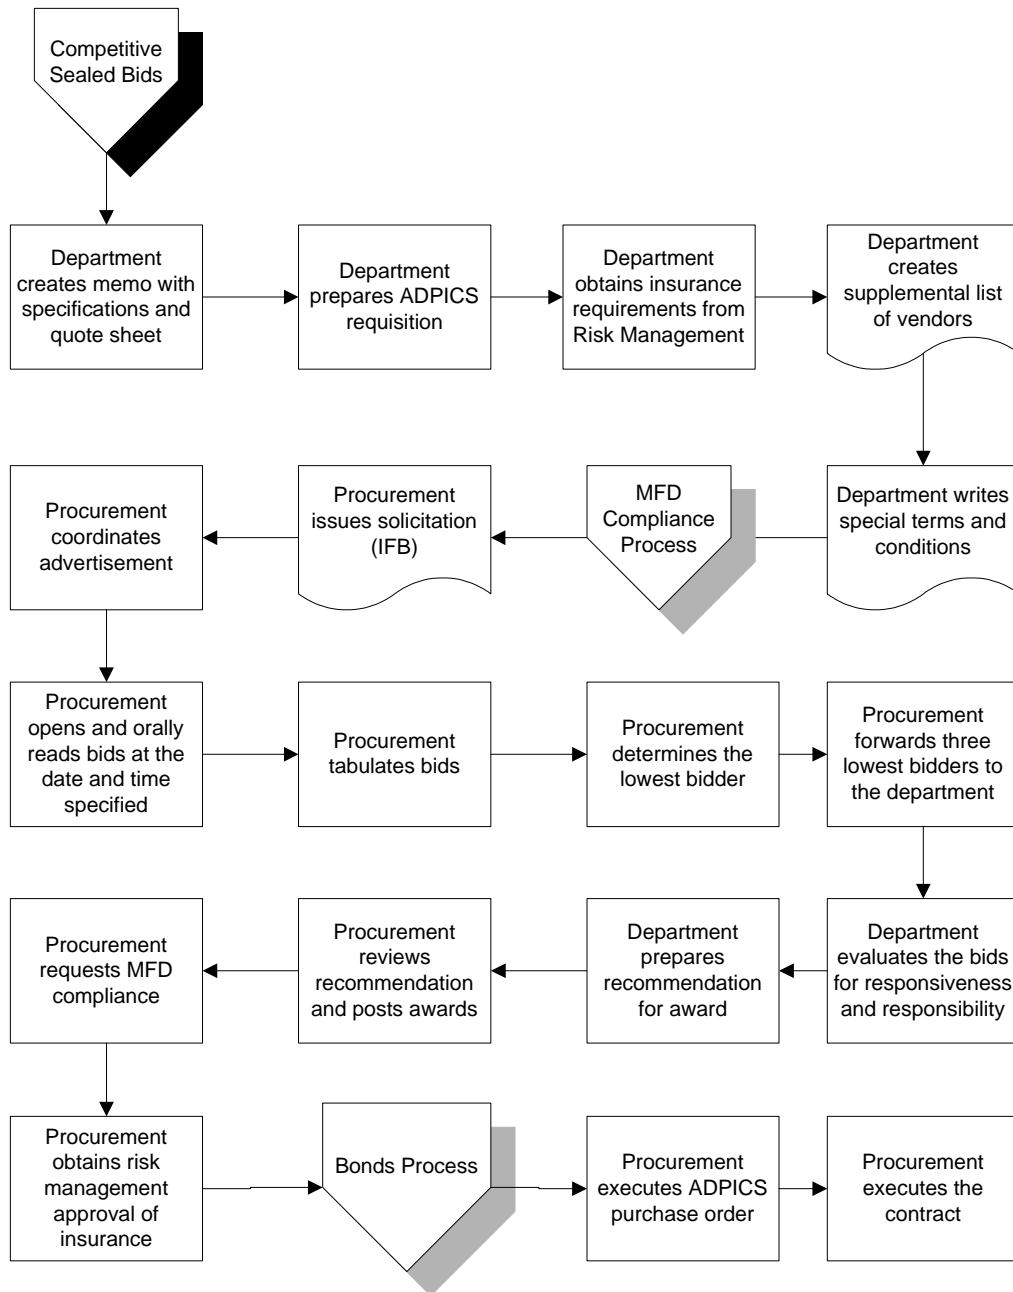 Competitive
Sealed Bids
Department
creates memo with
specifications and
quote sheet
Department
prepares ADPICS
requisition
Department
obtains insurance
requirements from
Risk Management
Department
creates
supplemental list
of vendors
Procurement
coordinates
advertisement
Procurement
issues solicitation
(IFB)
MFD
Compliance
Process
Department writes
special terms and
conditions
Procurement
opens and orally
reads bids at the
date and time
specified
Procurement
tabulates bids
Procurement
determines the
lowest bidder
Procurement
forwards three
lowest bidders to
the department
Procurement
requests MFD
compliance
Procurement
reviews
recommendation
and posts awards
Department
prepares
recommendation
for award
Department
evaluates the bids
for responsiveness
and responsibility
Procurement
obtains risk
management
approval of
insurance
Bonds Process
Procurement
executes ADPICS
purchase order
Procurement
executes the
contract